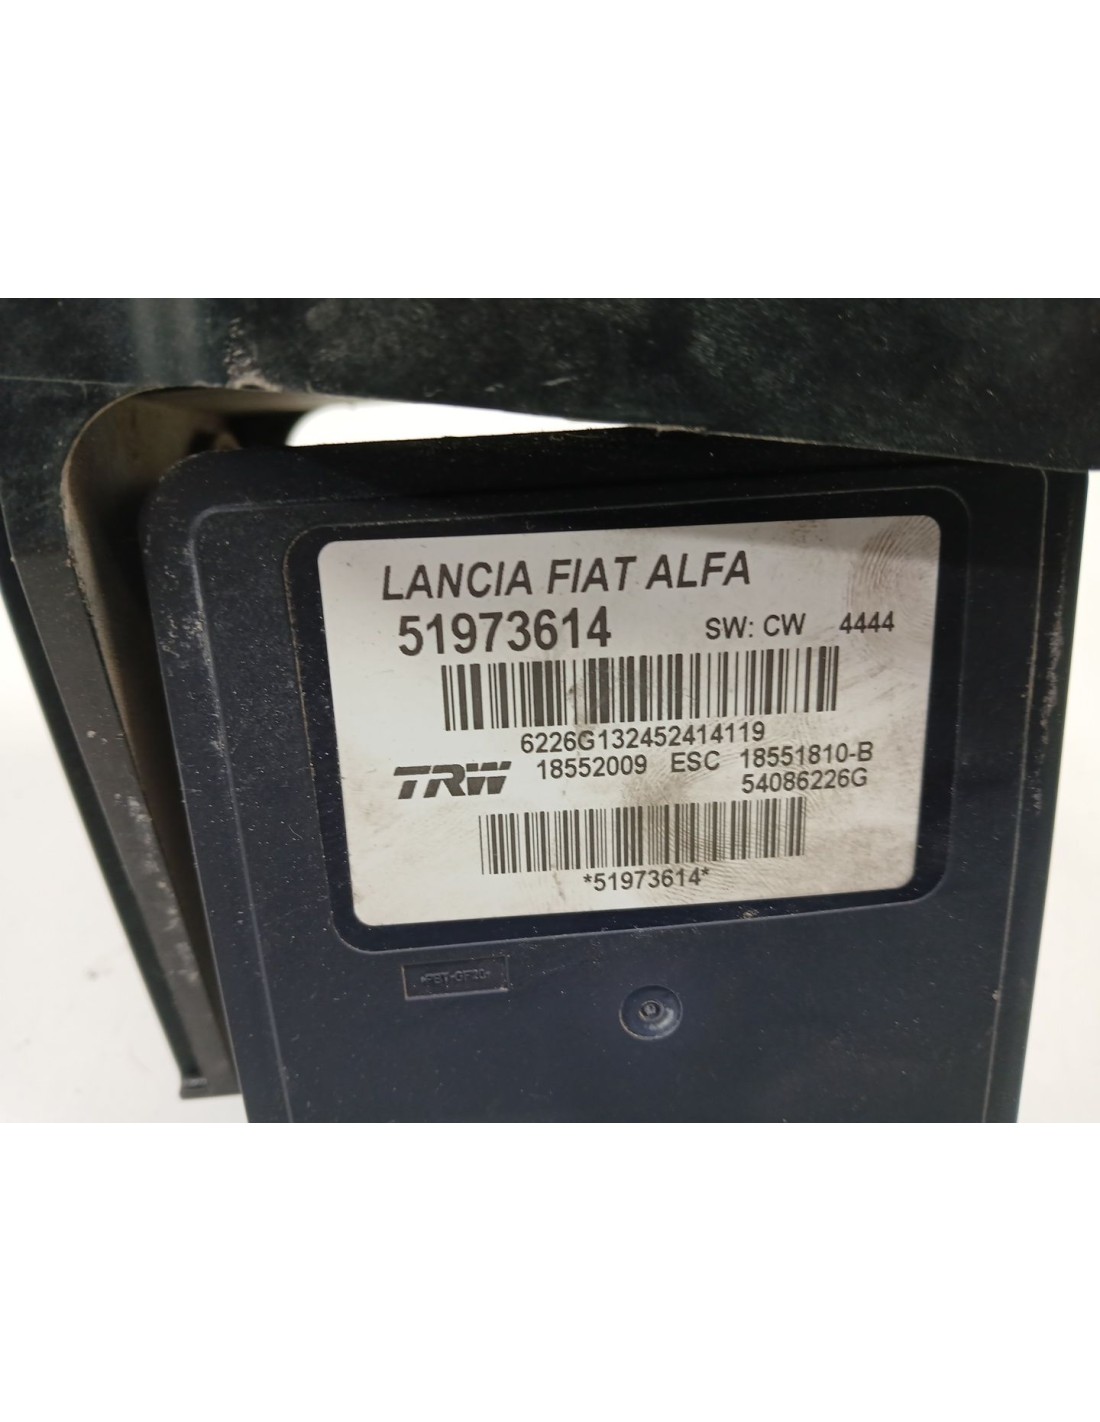 LANCIA FIAT ALFA
51973614 SW: CW 4444
6226G132452414119
TRW 18552009 ESC 18551810-B
54086226G
*51973614*